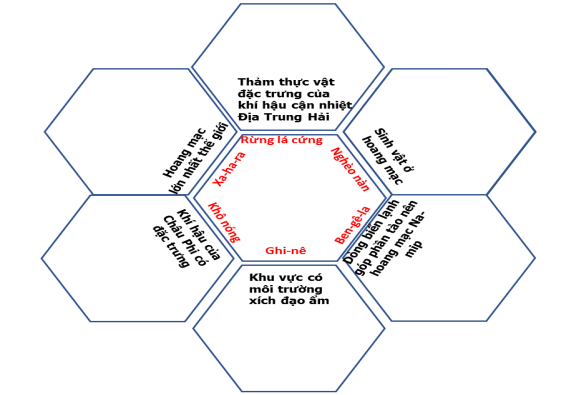 Thảm thực vật
đặc trưng của
khí hậu cận nhiệt
Địa Trung Hải
Rừng lá cứng
Hoang mạc
lớn nhất thế giới
Xa-ha-ra
Sinh vật ở
hoang mạc
Nghèo nàn
Khí hậu của
Châu Phi có
đặc trưng
Khô nóng
Dòng biển lạnh
góp phần tào nên
hoang mạc Na-
mip
Ben-gê-la
Ghi-nê
Khu vực có
môi trường
xích đạo ẩm